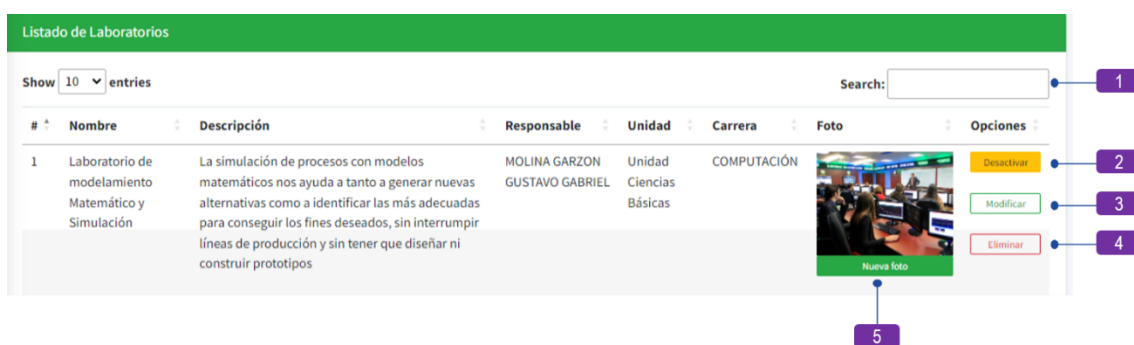 Listado de Laboratorios
Show 10 entries
Search:
1
# Nombre Descripción Responsable Unidad Carrera Foto Opciones
1
Laboratorio de
modelamiento
Matemático y
Simulación
La simulación de procesos con modelos
matemáticos nos ayuda a tanto a generar nuevas
alternativas como a identificar las más adecuadas
para conseguir los fines deseados, sin interrumpir
líneas de producción y sin tener que diseñar ni
construir prototipos
MOLINA GARZON
GUSTAVO GABRIEL
Unidad
Ciencias
Básicas
COMPUTACIÓN
Nueva foto
Desactivar
2
Modificar
3
Eliminar
4
5